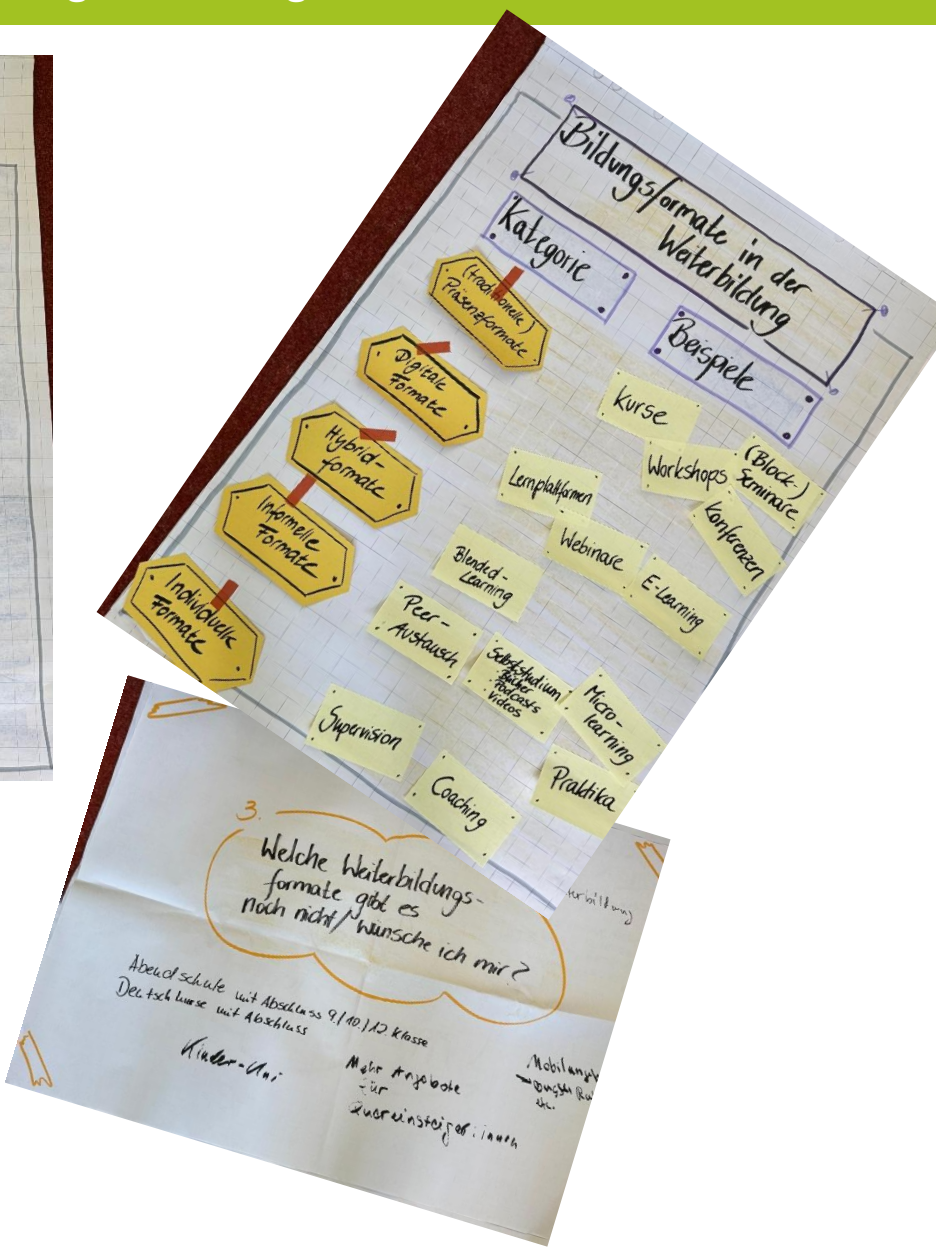 Bildungsformate in der
Weiterbildung
Kategorie
Beispiele
(traditionelle)
Präsenzformate
Kurse
Workshops
(Block)
Seminare
Konferenzen
Digitale
Formate
Lernplattformen
Webinare
E-Learning
Hybrid-
formate
Blended-
Learning
Informelle
Formate
Peer-
Austausch
Selbststudium
Bücher
Podcasts
Videos
Micro-
learning
Individuelle
Formate
Supervision
Coaching
Praktika
3.
Welche Weiterbildungs-
formate gibt es
noch nicht/ wünsche ich mir?
terbildung
Abendschule mit Abschluss 9./10./12. Klasse
Deutschkurse mit Abschluss
Kinder-Uni
Mehr Angebote
für
Quereinsteiger:innen
etc.